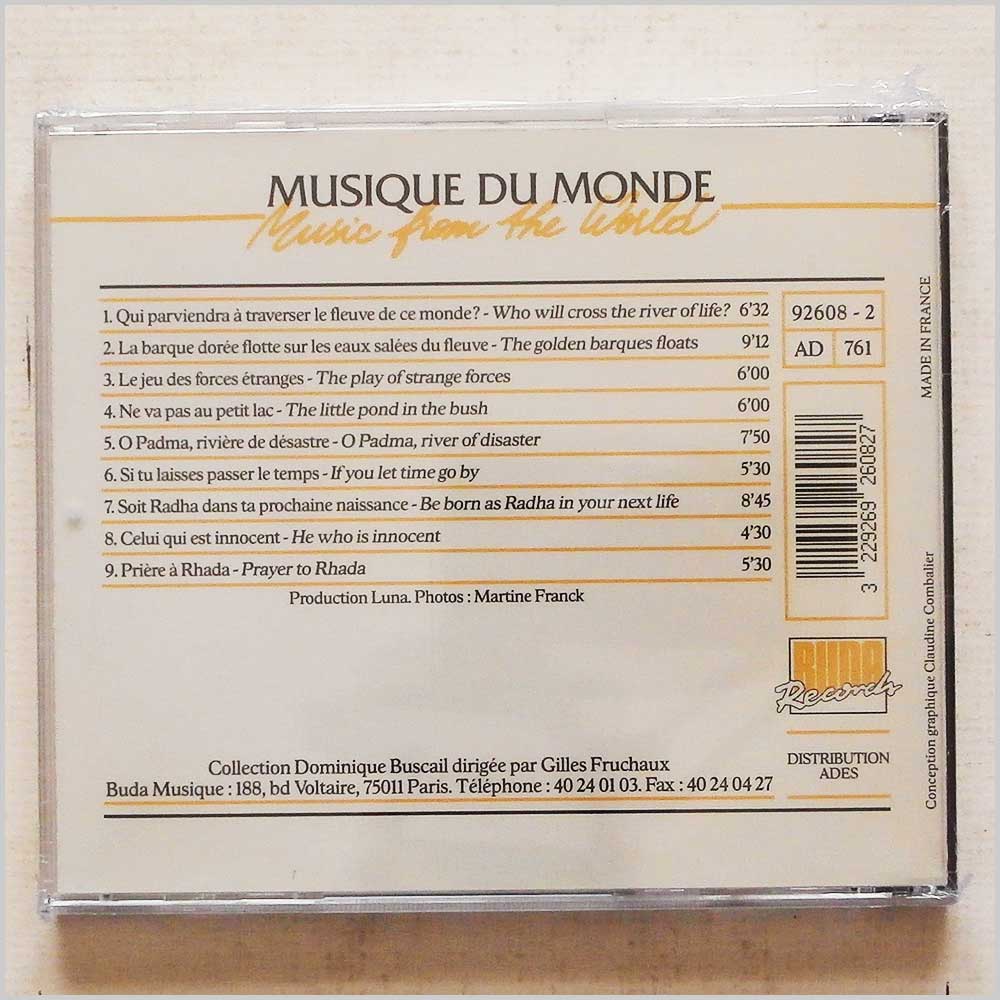 MUSIQUE DU MONDE
Music from the World
1. Qui parviendra à traverser le fleuve de ce monde? - Who will cross the river of life? 6'32
2. La barque dorée flotte sur les eaux salées du fleuve - The golden barques floats 9'12
3. Le jeu des forces étranges - The play of strange forces 6'00
4. Ne va pas au petit lac - The little pond in the bush 6'00
5. O Padma, rivière de désastre - O Padma, river of disaster 7'50
6. Si tu laisses passer le temps - If you let time go by 5'30
7. Soit Radha dans ta prochaine naissance - Be born as Radha in your next life 8'45
8. Celui qui est innocent - He who is innocent 4'30
9. Prière à Rhada - Prayer to Rhada 5'30
Production Luna. Photos : Martine Franck
92608 - 2
AD 761
3 229269 260827
BUDA
Records
DISTRIBUTION
ADES
MADE IN FRANCE
Conception graphique Claudine Combalier
Collection Dominique Buscail dirigée par Gilles Fruchaux
Buda Musique : 188, bd Voltaire, 75011 Paris. Téléphone : 40 24 01 03. Fax : 40 24 04 27